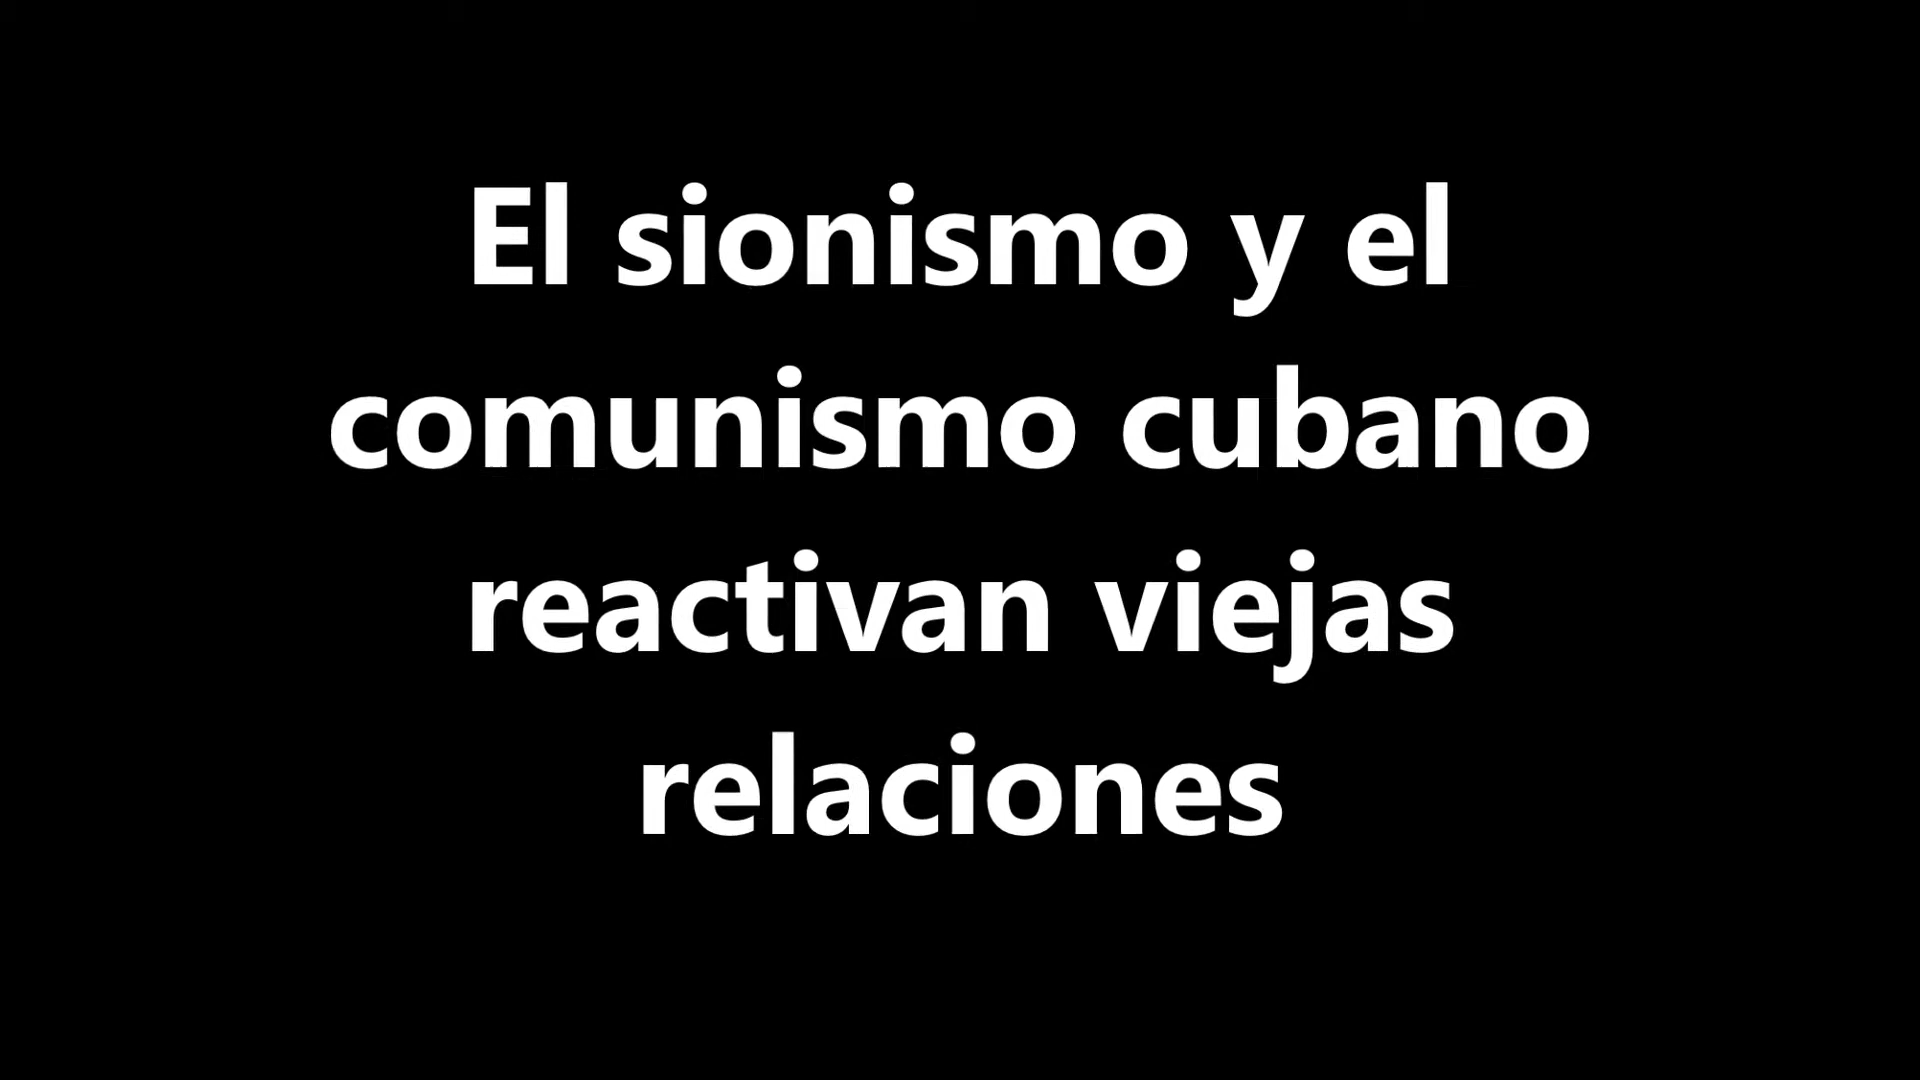 El sionismo y el
comunismo cubano
reactivan viejas
relaciones